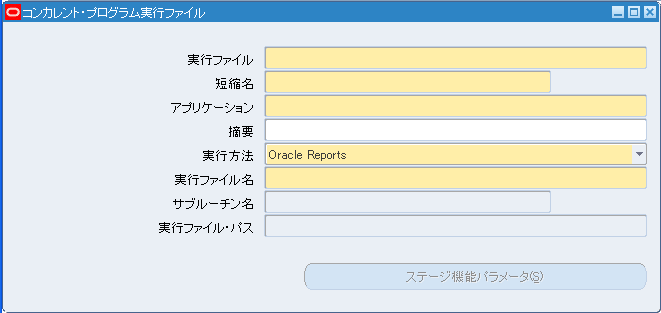 コンカレント・プログラム実行ファイル
実行ファイル
短縮名
アプリケーション
摘要
実行方法 Oracle Reports
実行ファイル名
サブルーチン名
実行ファイル・パス
ステージ機能パラメータ(S)